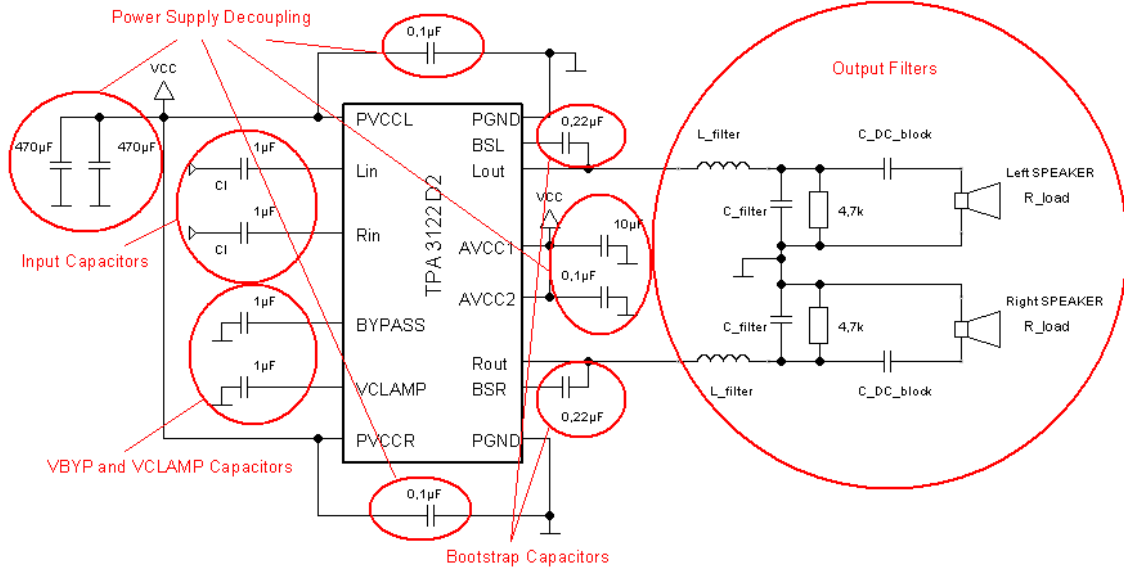 Power Supply Decoupling
0,1µF
VCC
Output Filters
PVCCL
PGND
0,22µF
470µF
470µF
1µF
BSL
L_filter
C_DC_block
Lin
Lout
CI
VCC
Left SPEAKER
R_load
1µF
C_filter
4,7k
10µF
Rin
TPA3122D2
AVCC1
CI
Input Capacitors
0,1µF
AVCC2
1µF
Right SPEAKER
R_load
BYPASS
C_filter
4,7k
1µF
Rout
VCLAMP
BSR
L_filter
C_DC_block
0,22µF
PVCCR
PGND
VBYP and VCLAMP Capacitors
0,1µF
Bootstrap Capacitors